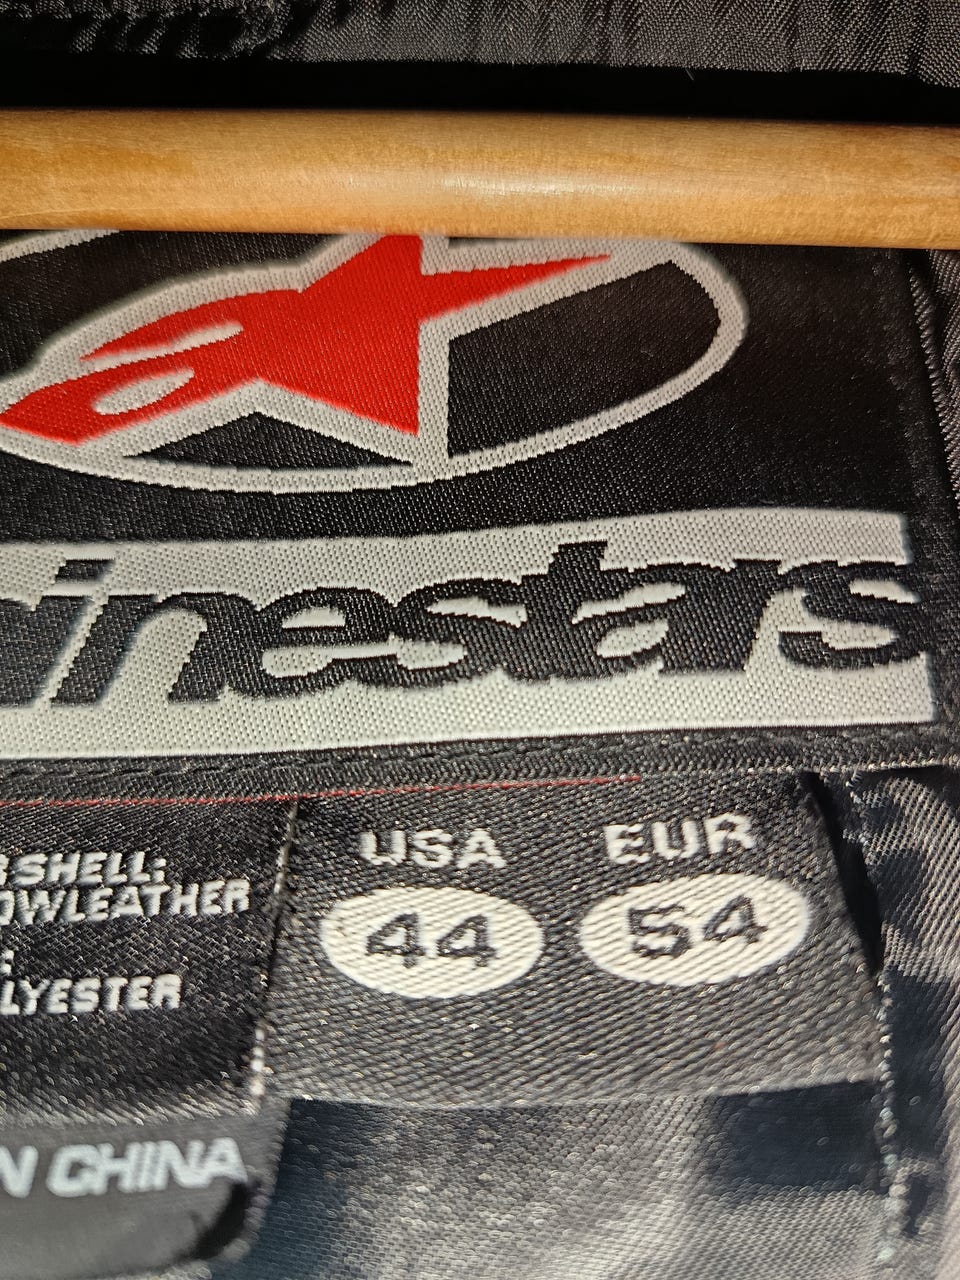 inestars
R SHELL:
OWLEATHER
:
LYESTER
USA
44
EUR
54
N CHINA